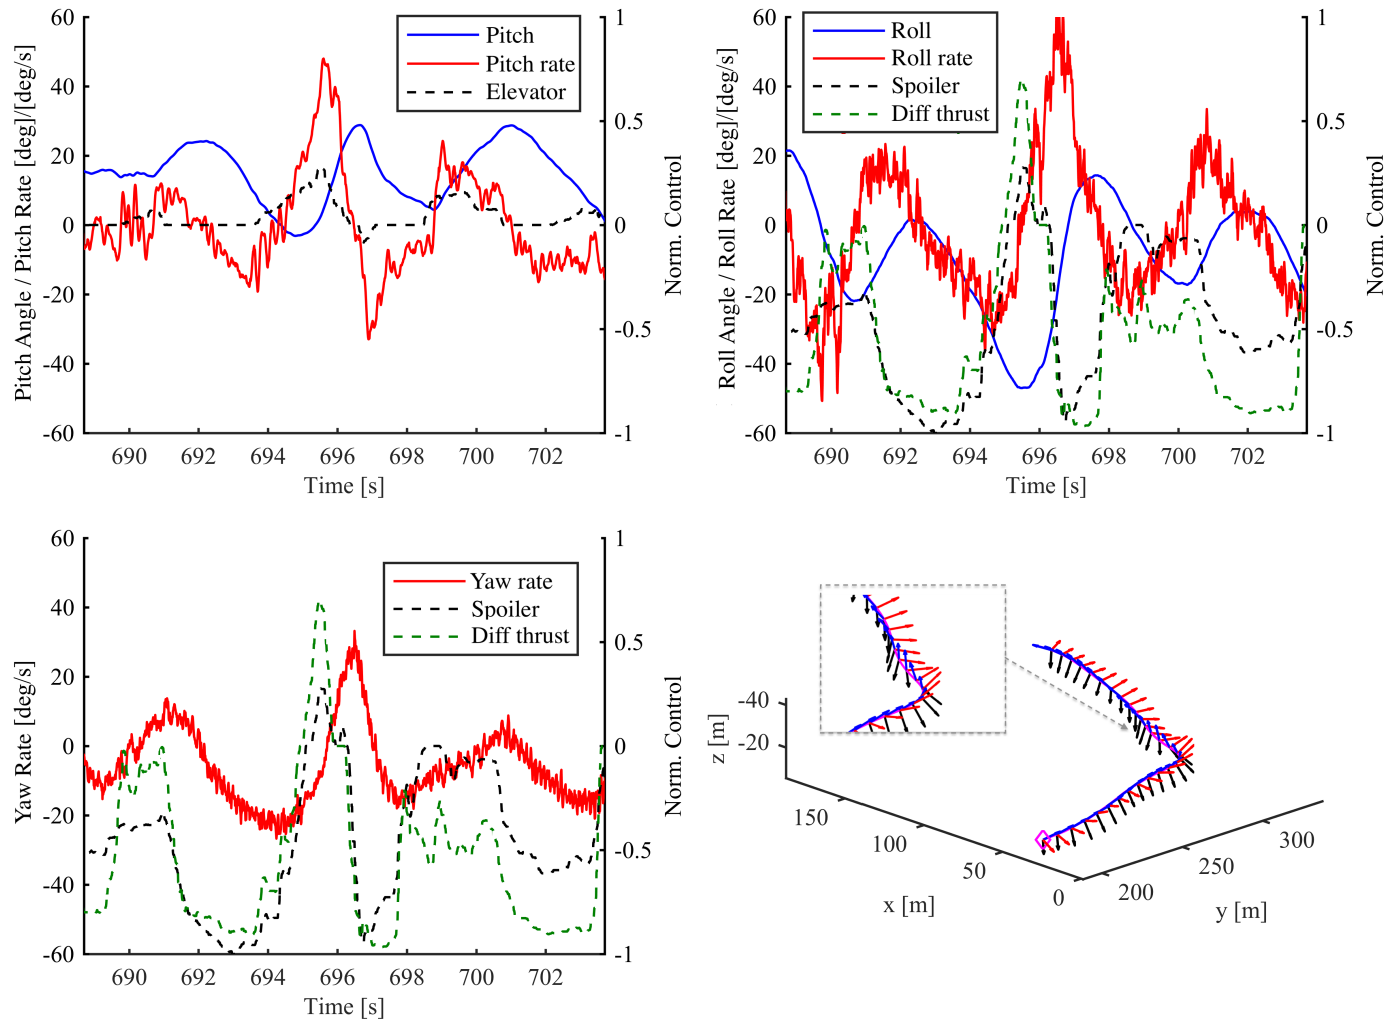 Pitch Angle / Pitch Rate [deg]/[deg/s]
60
40
20
0
-20
-40
-60
Pitch
Pitch rate
Elevator
1
0.5
0
-0.5
-1
Norm. Control
690 692 694 696 698 700 702
Time [s]
Roll Angle / Roll Rate [deg]/[deg/s]
60
40
20
0
-20
-40
-60
Roll
Roll rate
Spoiler
Diff thrust
1
0.5
0
-0.5
-1
Norm. Control
690 692 694 696 698 700 702
Time [s]
Yaw Rate [deg/s]
60
40
20
0
-20
-40
-60
Yaw rate
Spoiler
Diff thrust
1
0.5
0
-0.5
-1
Norm. Control
690 692 694 696 698 700 702
Time [s]
z [m]
-40
-20
150
100
50
0
x [m]
200
250
300
y [m]